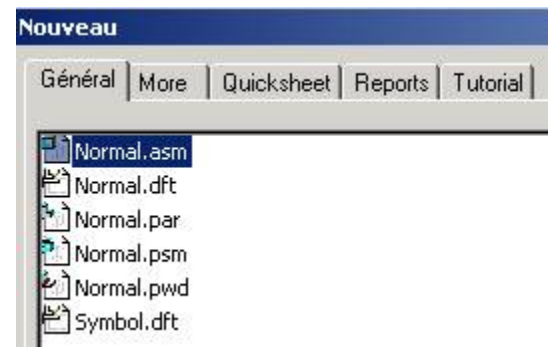 Nouveau
Général More Quicksheet Reports Tutorial
Normal.asm
Normal.dft
Normal.par
Normal.psm
Normal.pwd
Symbol.dft